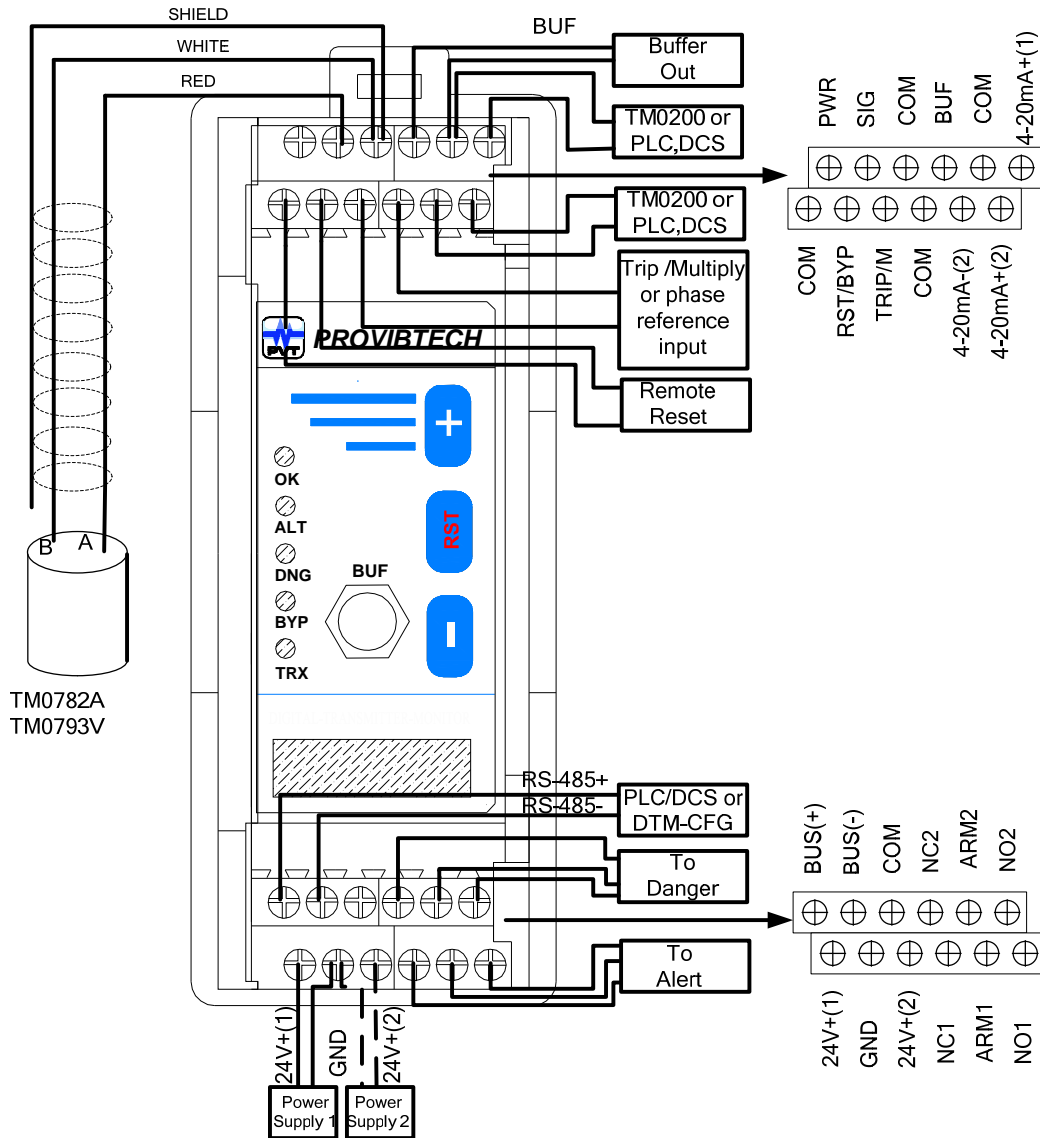 SHIELD
WHITE
RED
BUF
Buffer
Out
TM0200 or
PLC,DCS
TM0200 or
PLC,DCS
Trip /Multiply
or phase
reference
input
Remote
Reset
PWR
SIG
COM
BUF
COM
4-20mA+(1)
COM
RST/BYP
TRIP/M
COM
4-20mA-(2)
4-20mA+(2)
PVT
PROVIBTECH
+
RST
-
OK
ALT
DNG
BYP
TRX
BUF
B
A
TM0782A
TM0793V
RS-485+
RS-485-
PLC/DCS or
DTM-CFG
To
Danger
To
Alert
BUS(+)
BUS(-)
COM
NC2
ARM2
NO2
24V+(1)
GND
24V+(2)
NC1
ARM1
NO1
24V+(1)
GND
24V+(2)
Power
Supply 1
Power
Supply 2